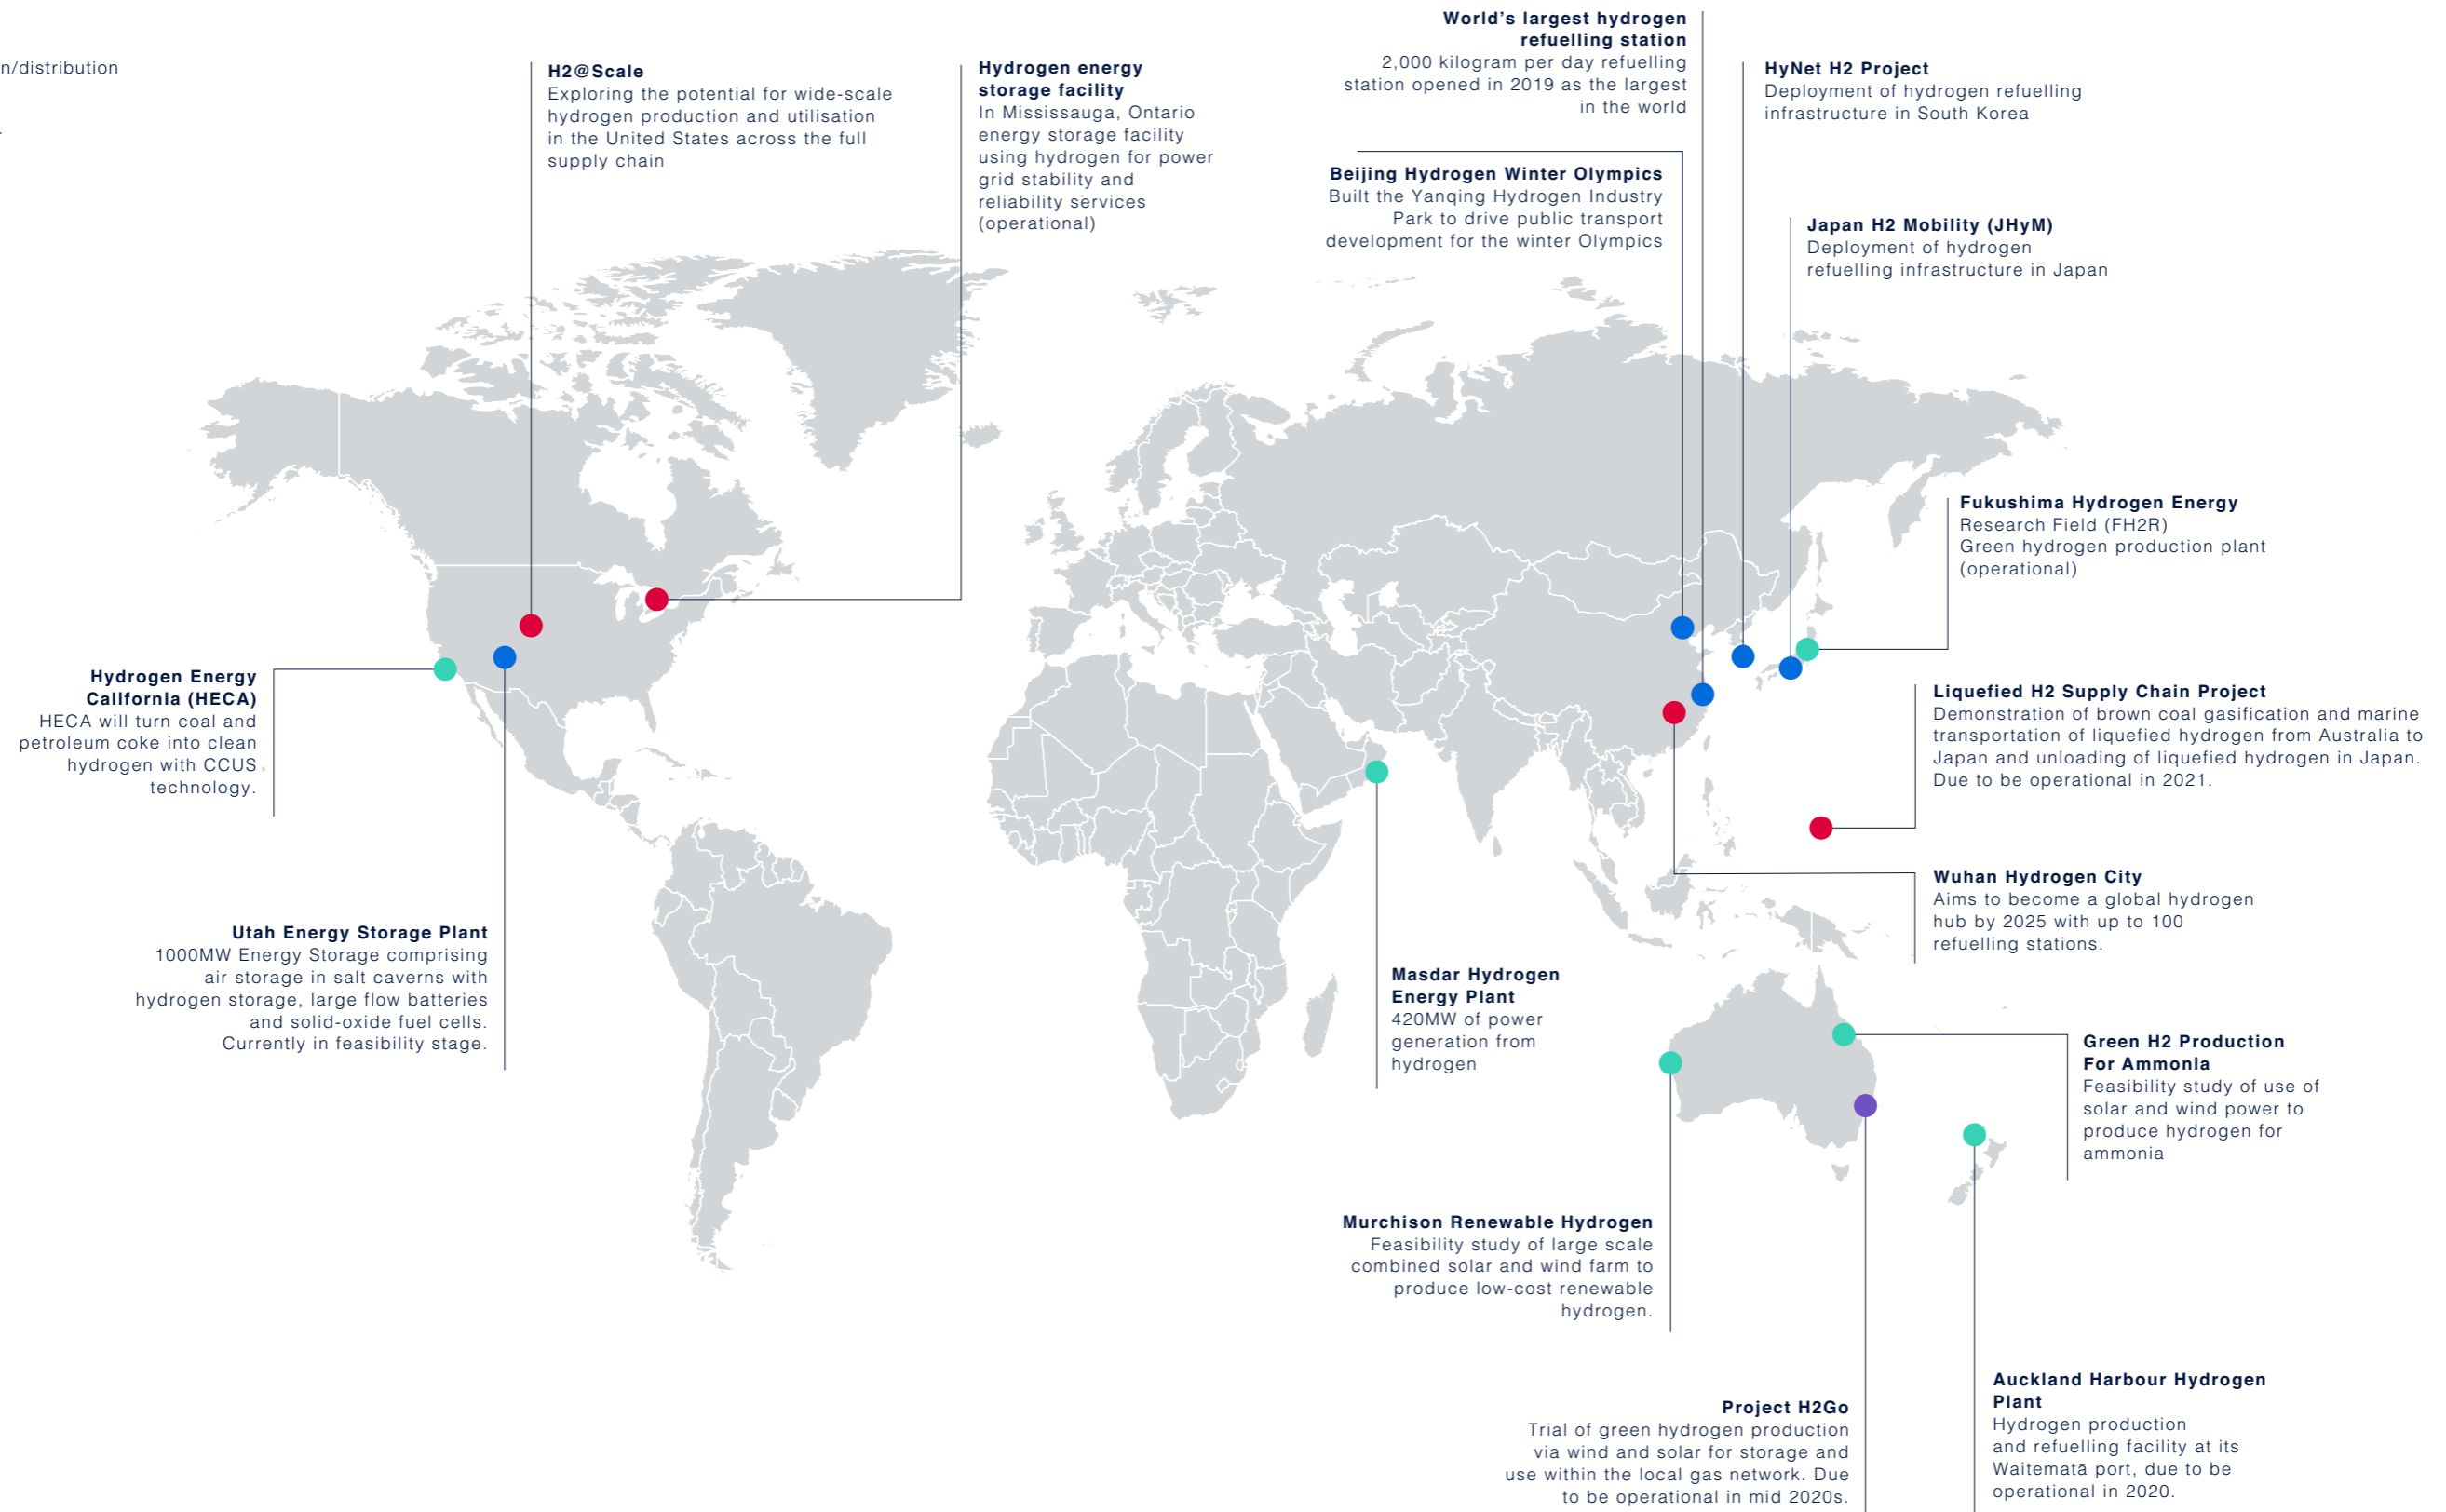 n/distribution
H2@Scale
Exploring the potential for wide-scale
hydrogen production and utilisation
in the United States across the full
supply chain
Hydrogen energy
storage facility
In Mississauga, Ontario
energy storage facility
using hydrogen for power
grid stability and
reliability services
(operational)
World's largest hydrogen
refuelling station
2,000 kilogram per day refuelling
station opened in 2019 as the largest
in the world
HyNet H2 Project
Deployment of hydrogen refuelling
infrastructure in South Korea
Beijing Hydrogen Winter Olympics
Built the Yanqing Hydrogen Industry
Park to drive public transport
development for the winter Olympics
Japan H2 Mobility (JHyM)
Deployment of hydrogen
refuelling infrastructure in Japan
Fukushima Hydrogen Energy
Research Field (FH2R)
Green hydrogen production plant
(operational)
Hydrogen Energy
California (HECA)
HECA will turn coal and
petroleum coke into clean
hydrogen with CCUS
technology.
Liquefied H2 Supply Chain Project
Demonstration of brown coal gasification and marine
transportation of liquefied hydrogen from Australia to
Japan and unloading of liquefied hydrogen in Japan.
Due to be operational in 2021.
Wuhan Hydrogen City
Aims to become a global hydrogen
hub by 2025 with up to 100
refuelling stations.
Utah Energy Storage Plant
1000MW Energy Storage comprising
air storage in salt caverns with
hydrogen storage, large flow batteries
and solid-oxide fuel cells.
Currently in feasibility stage.
Masdar Hydrogen
Energy Plant
420MW of power
generation from
hydrogen
Green H2 Production
For Ammonia
Feasibility study of use of
solar and wind power to
produce hydrogen for
ammonia
Murchison Renewable Hydrogen
Feasibility study of large scale
combined solar and wind farm to
produce low-cost renewable
hydrogen.
Project H2Go
Trial of green hydrogen production
via wind and solar for storage and
use within the local gas network. Due
to be operational in mid 2020s.
Auckland Harbour Hydrogen
Plant
Hydrogen production
and refuelling facility at its
Waitematā port, due to be
operational in 2020.